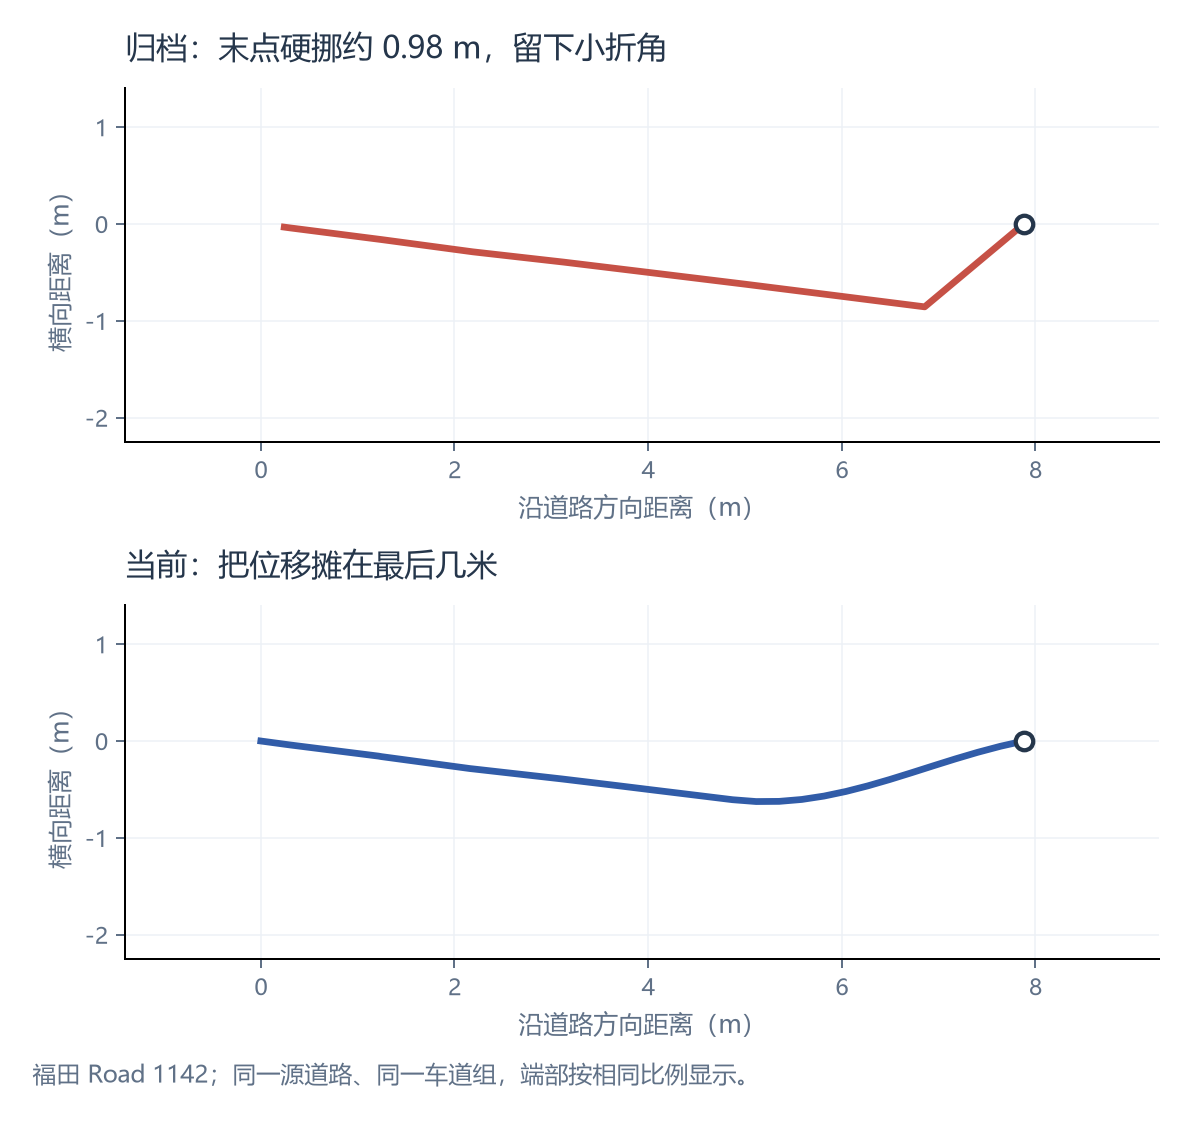 归档：末点硬挪约 0.98 m，留下小折角
1
0
-1
-2
横向距离（m）
0 2 4 6 8
沿道路方向距离（m）
当前：把位移摊在最后几米
1
0
-1
-2
横向距离（m）
0 2 4 6 8
沿道路方向距离（m）
福田 Road 1142；同一源道路、同一车道组，端部按相同比例显示。